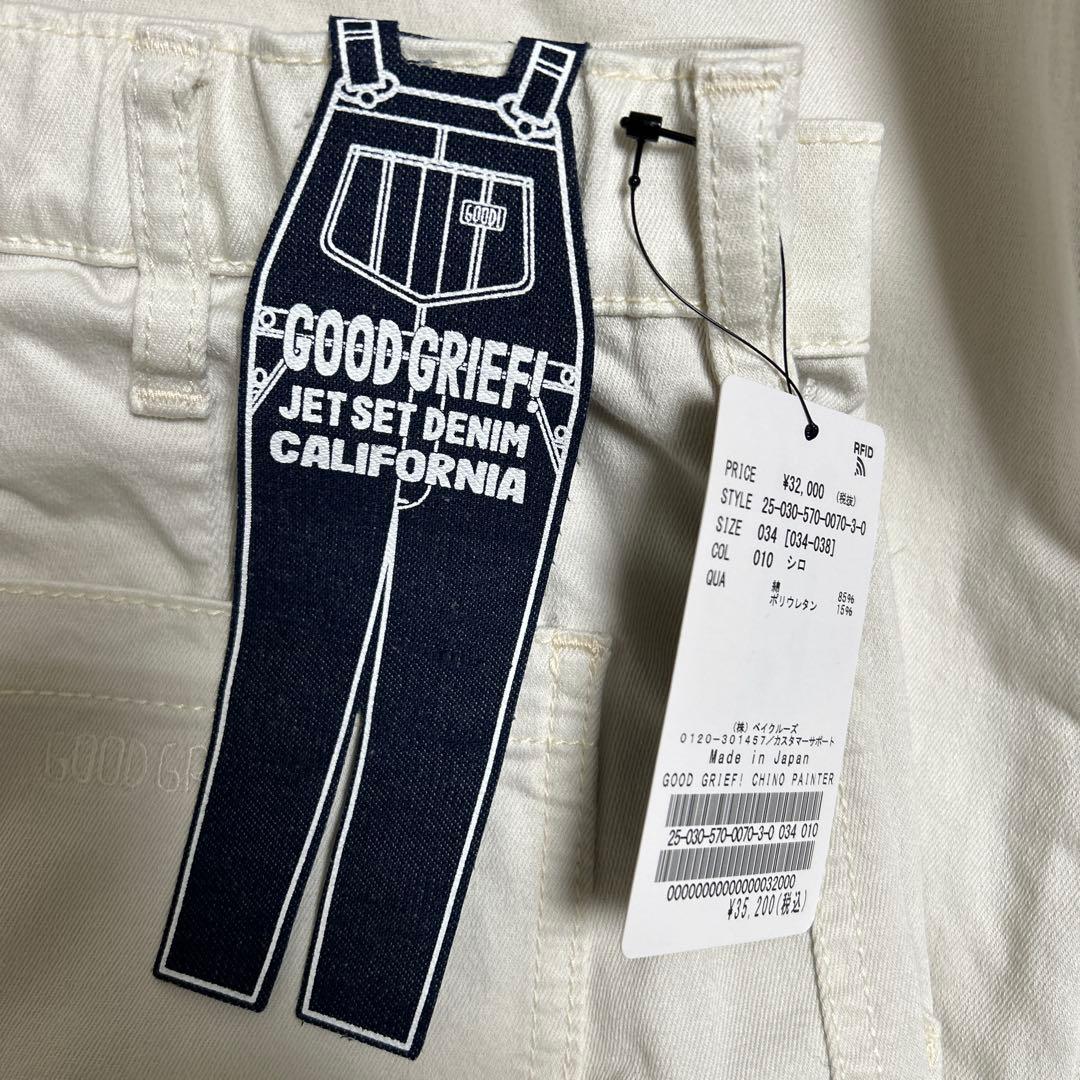 GOOD!
GOOD GRIEF!
JET SET DENIM
CALIFORNIA
GOOD GR
RFID
PRICE ¥32,000 (税抜)
STYLE 25-030-570-0070-3-0
SIZE 034 [034-038]
COL 010 シロ
QUA 綿 85%
ポリウレタン 15%
(株)ベイクルーズ
0120-301457/カスタマーサポート
Made in Japan
GOOD GRIEF! CHINO PAINTER
25-030-570-0070-3-0 034 010
0000000000000032000
¥35,200(税込)